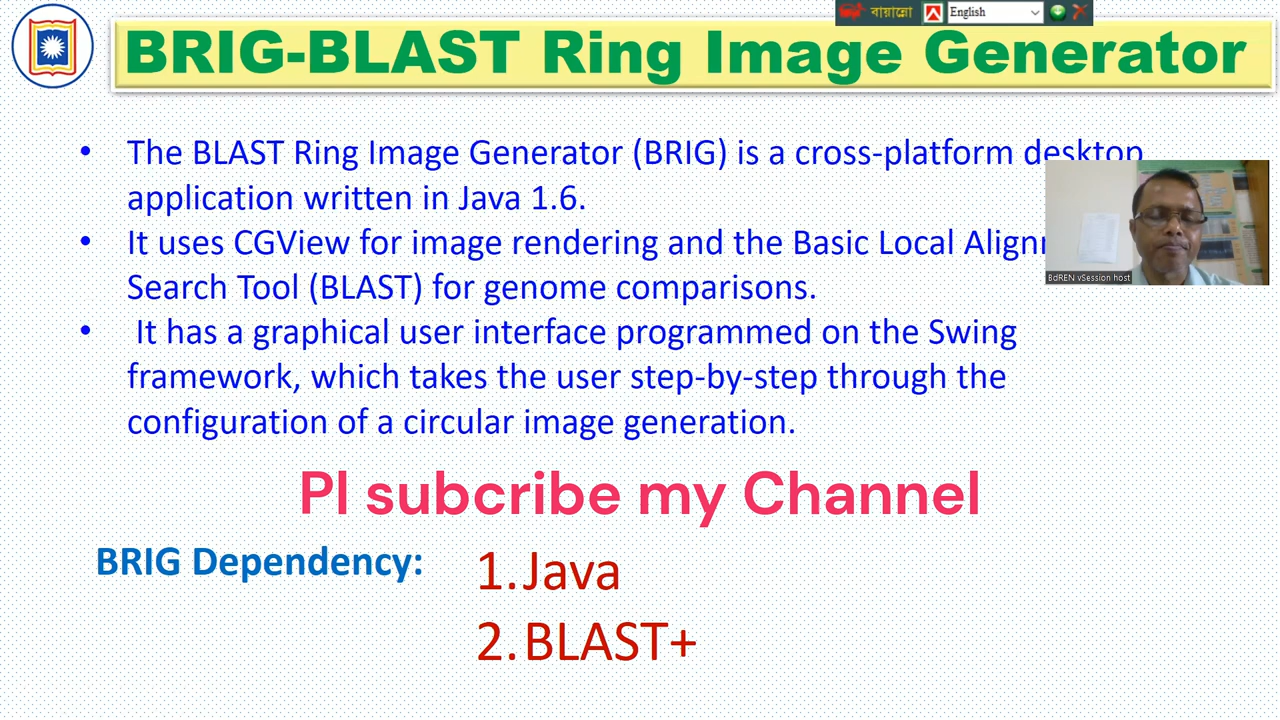 বায়ান্নো English
BRIG-BLAST Ring Image Generator
• The BLAST Ring Image Generator (BRIG) is a cross-platform desktop
application written in Java 1.6.
• It uses CGView for image rendering and the Basic Local
Search Tool (BLAST) for genome comparisons.
• It has a graphical user interface programmed on the Swing
framework, which takes the user step-by-step through the
configuration of a circular image generation.
BdREN vSession host
Pl subcribe my Channel
BRIG Dependency:
1. Java
2. BLAST+